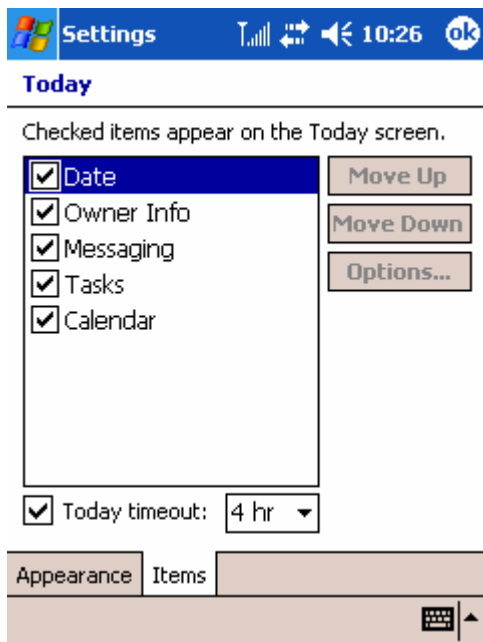 Settings 10:26 ok
Today
Checked items appear on the Today screen.
Date
Move Up
Owner Info
Move Down
Messaging
Options...
Tasks
Calendar
Today timeout: 4 hr
Appearance Items